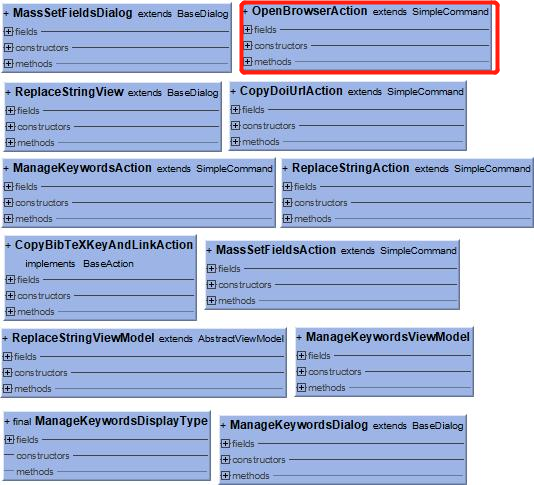 + MassSetFieldsDialog extends BaseDialog
fields
constructors
methods
+ OpenBrowserAction extends SimpleCommand
fields
constructors
methods
+ ReplaceStringView extends BaseDialog
fields
constructors
methods
+ CopyDoiUrlAction extends SimpleCommand
fields
constructors
methods
+ ManageKeywordsAction extends SimpleCommand
fields
constructors
methods
+ ReplaceStringAction extends SimpleCommand
fields
constructors
methods
+ CopyBibTeXKeyAndLinkAction
implements BaseAction
fields
constructors
methods
+ MassSetFieldsAction extends SimpleCommand
fields
constructors
methods
+ ReplaceStringViewModel extends AbstractViewModel
fields
constructors
methods
+ ManageKeywordsViewModel
fields
constructors
methods
+ final ManageKeywordsDisplayType
fields
constructors
methods
+ ManageKeywordsDialog extends BaseDialog
fields
constructors
methods